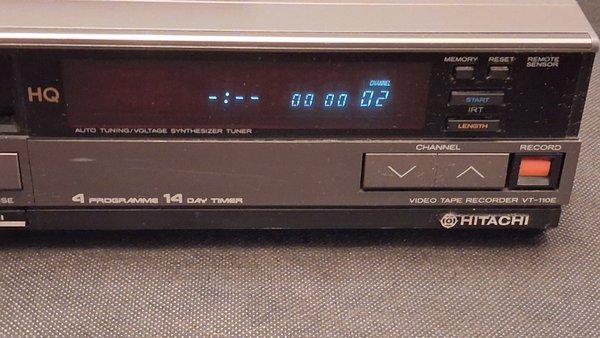 MEMORY RESET REMOTE SENSOR
CHANNEL
HQ -:-- 00 00 02
START
IRT
LENGTH
AUTO TUNING/VOLTAGE SYNTHESIZER TUNER
CHANNEL RECORD
4 PROGRAMME 14 DAY TIMER
VIDEO TAPE RECORDER VT-110E
HITACHI